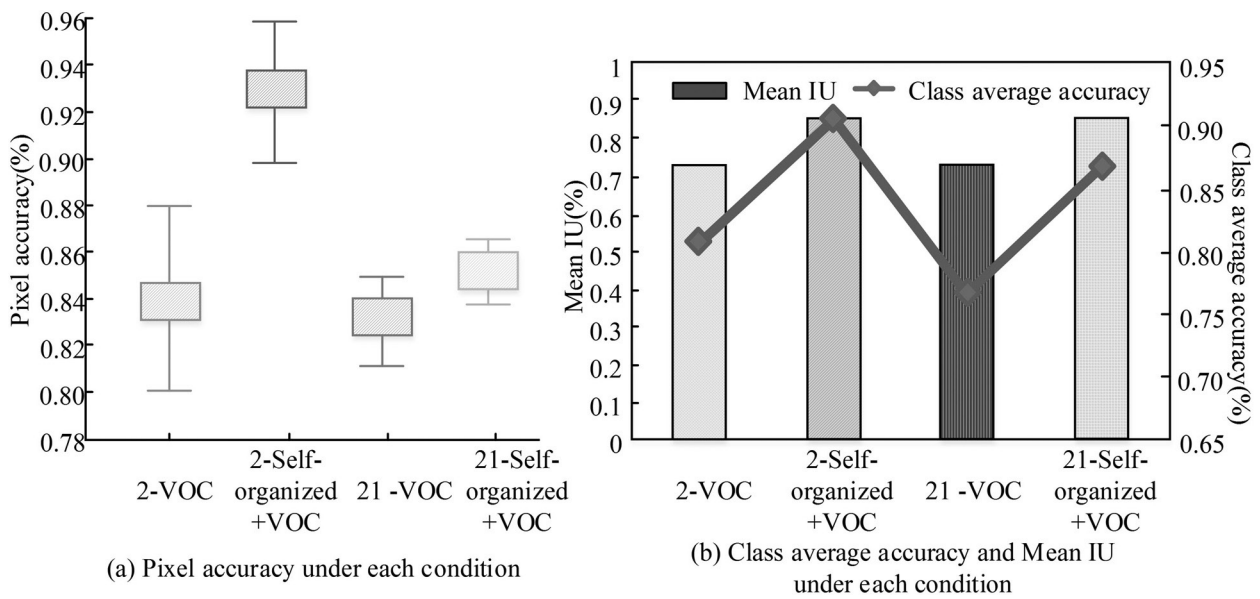 0.96
0.94
0.92
0.90
0.88
0.86
0.84
0.82
0.80
0.78
Pixel accuracy(%)
2-VOC
2-Self-
organized
+VOC
21 -VOC
21-Self-
organized
+VOC
(a) Pixel accuracy under each condition
1
0.9
0.8
0.7
0.6
0.5
0.4
0.3
0.2
0.1
0
Mean IU(%)
Mean IU
Class average accuracy
0.95
0.90
0.85
0.80
0.75
0.70
0.65
Class average accuracy(%)
2-VOC
2-Self-
organized
+VOC
21 -VOC
21-Self-
organized
+VOC
(b) Class average accuracy and Mean IU
under each condition